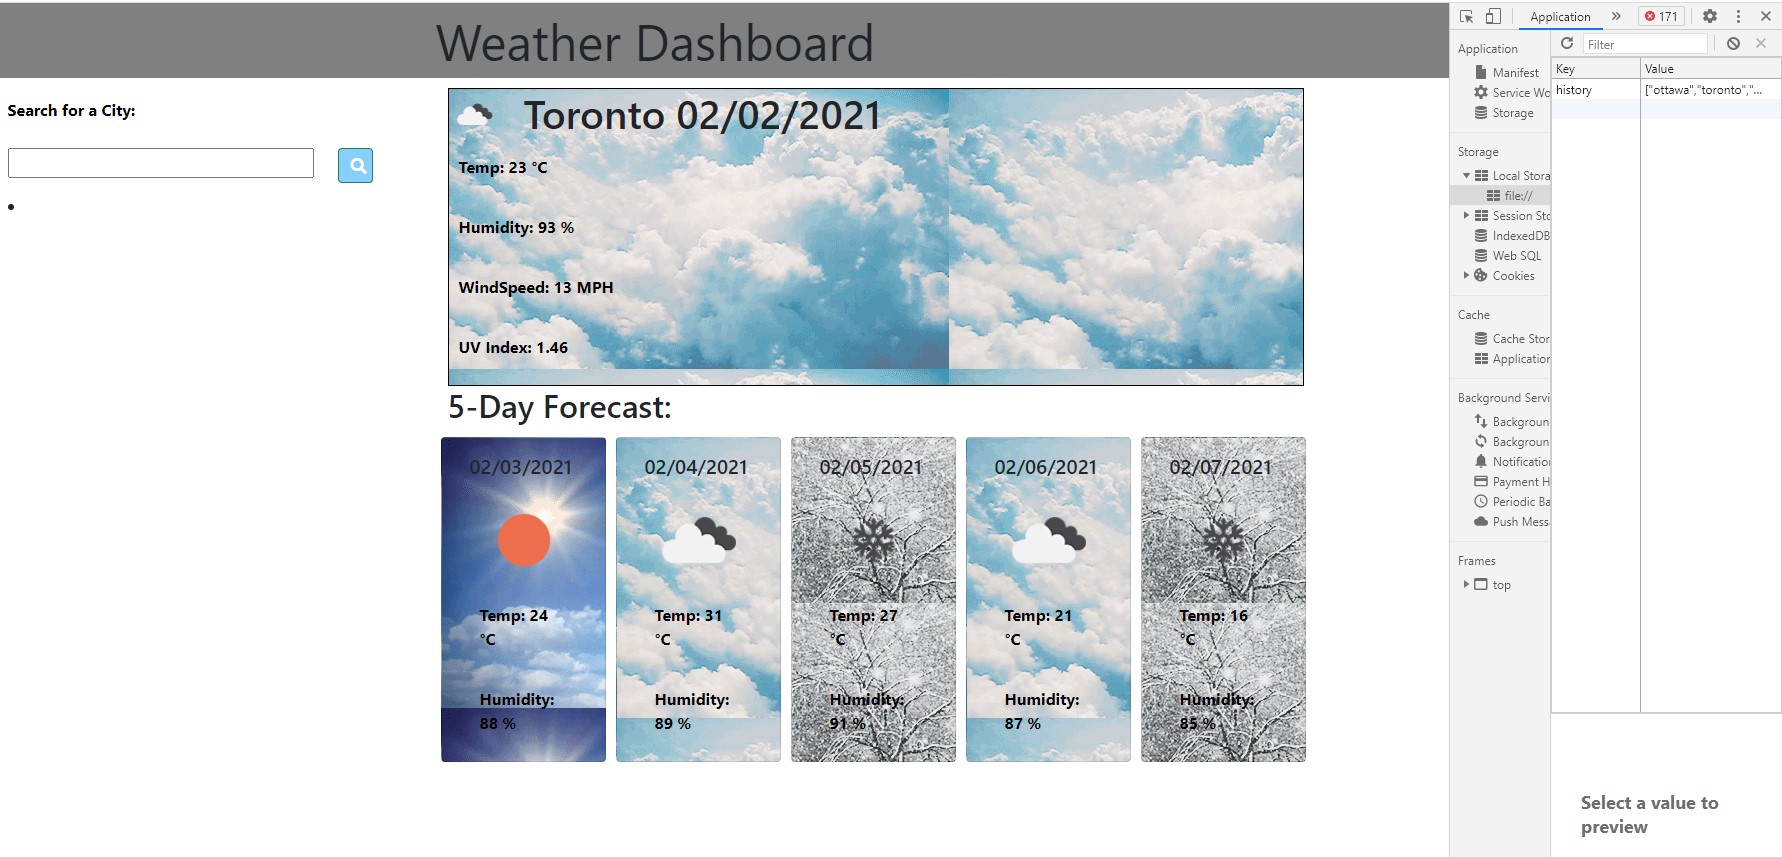 Weather Dashboard
Search for a City:
Toronto 02/02/2021
Temp: 23 °C
Humidity: 93 %
WindSpeed: 13 MPH
UV Index: 1.46
5-Day Forecast:
02/03/2021
Temp: 24
°C
Humidity:
88 %
02/04/2021
Temp: 31
°C
Humidity:
89 %
02/05/2021
Temp: 27
°C
Humidity:
91 %
02/06/2021
Temp: 21
°C
Humidity:
87 %
02/07/2021
Temp: 16
°C
Humidity:
85 %
Application
»
171
Application
Manifest
Service Wo
Storage
Storage
Local Stora
file://
Session Sto
IndexedDB
Web SQL
Cookies
Cache
Cache Stor
Application
Background Servi
Backgroun
Backgroun
Notification
Payment H
Periodic Ba
Push Mess
Frames
top
Filter
Key Value
history ["ottawa","toronto","...
Select a value to
preview